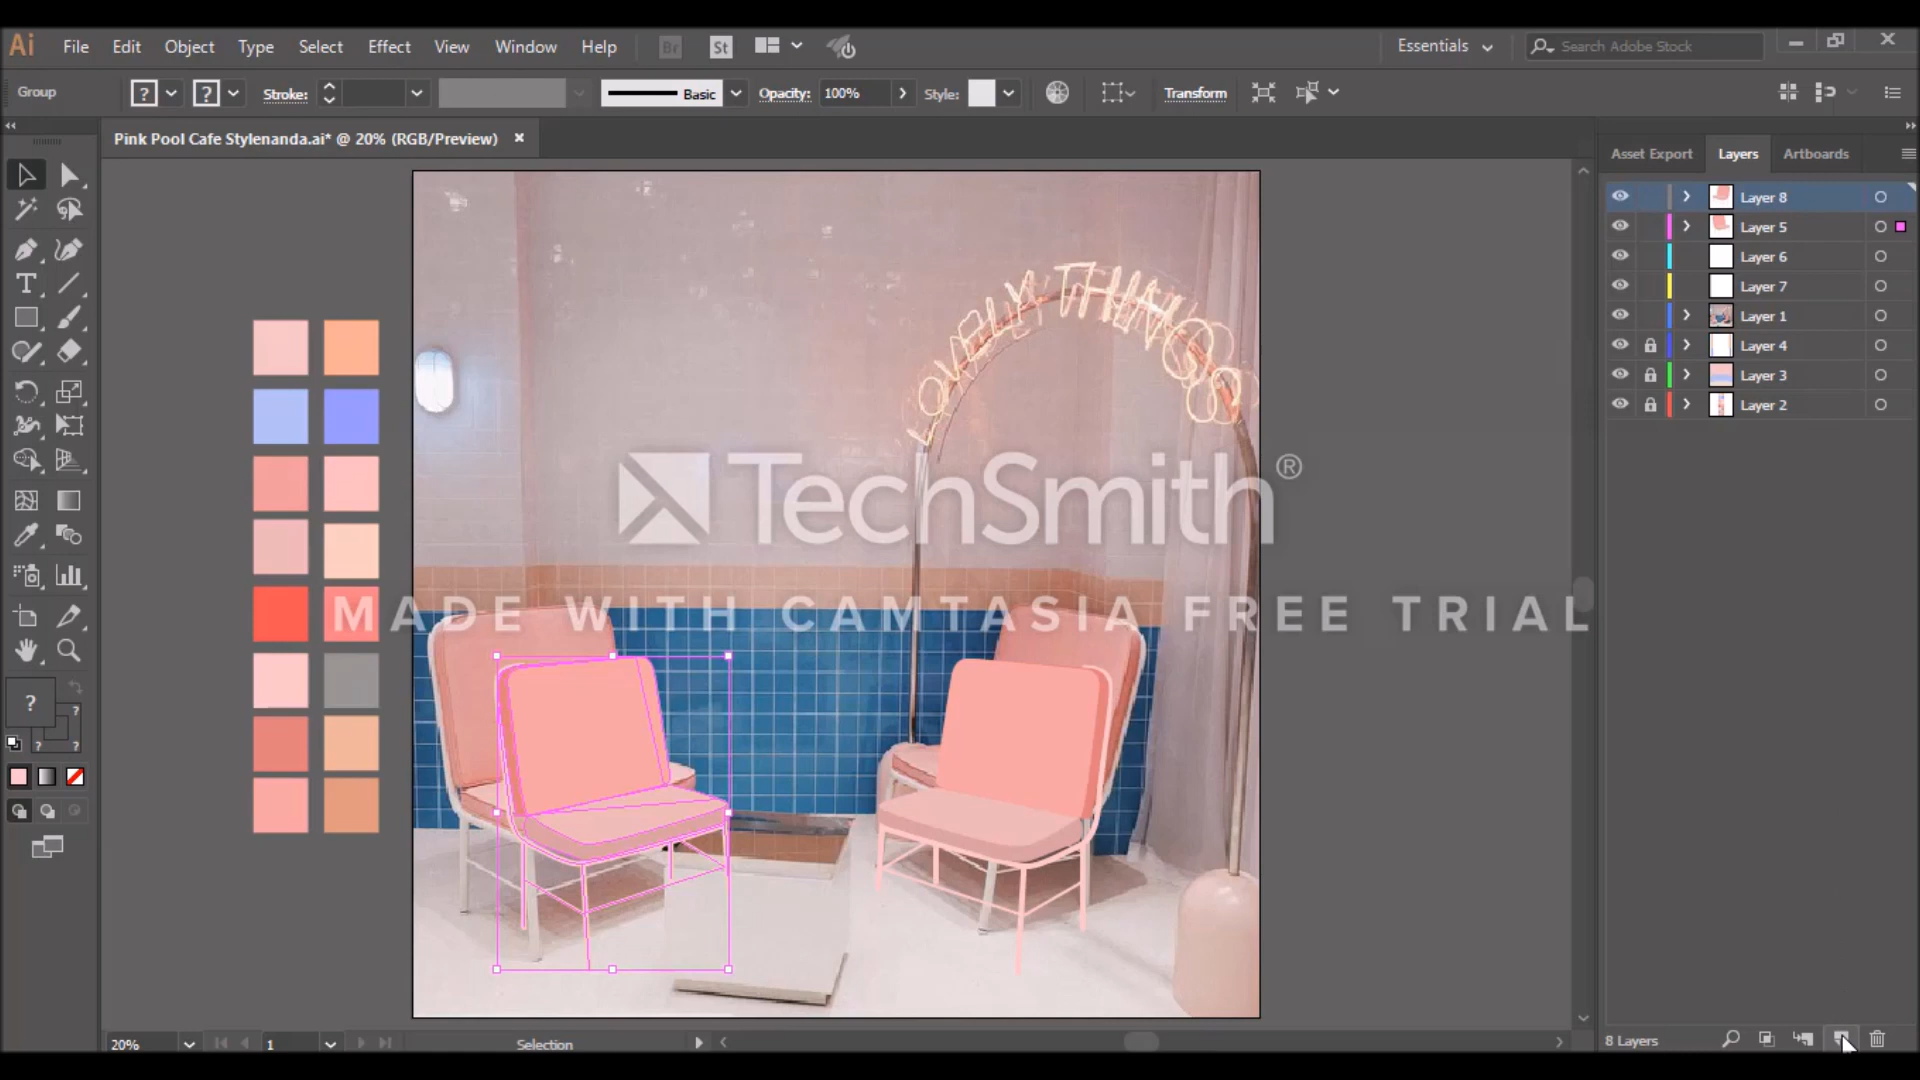 Ai File Edit Object Type Select Effect View Window Help Br St Essentials Search Adobe Stock
Group ? ? Stroke: Basic Opacity: 100% Style: Transform
Pink Pool Cafe Stylenanda.ai* @ 20% (RGB/Preview) ×
Asset Export Layers Artboards
Layer 8
Layer 5
Layer 6
Layer 7
Layer 1
Layer 4
Layer 3
Layer 2
LOVELY THINGS
TechSmith®
MADE WITH CAMTASIA FREE TRIAL
T
?
?
? ?
20% 1 Selection 8 Layers